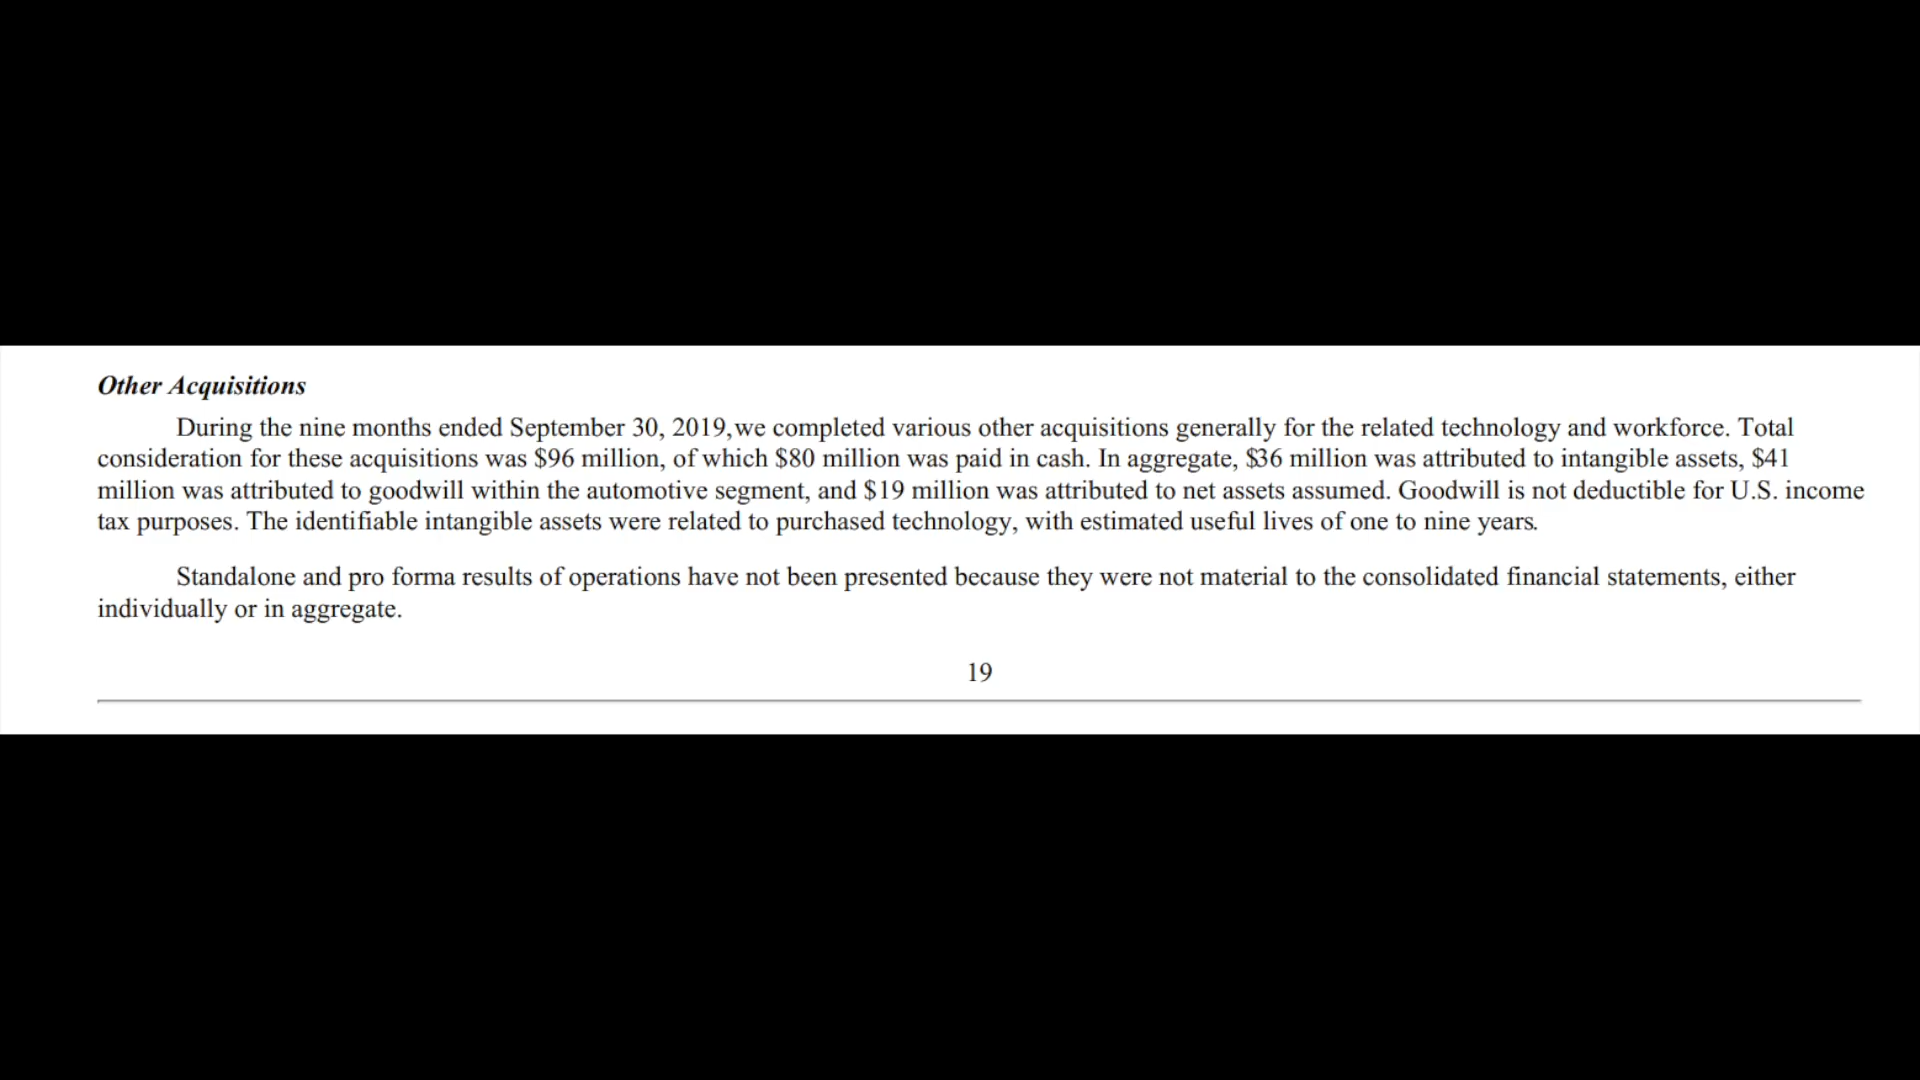 Other Acquisitions
During the nine months ended September 30, 2019,we completed various other acquisitions generally for the related technology and workforce. Total
consideration for these acquisitions was $96 million, of which $80 million was paid in cash. In aggregate, $36 million was attributed to intangible assets, $41
million was attributed to goodwill within the automotive segment, and $19 million was attributed to net assets assumed. Goodwill is not deductible for U.S. income
tax purposes. The identifiable intangible assets were related to purchased technology, with estimated useful lives of one to nine years.
Standalone and pro forma results of operations have not been presented because they were not material to the consolidated financial statements, either
individually or in aggregate.
19